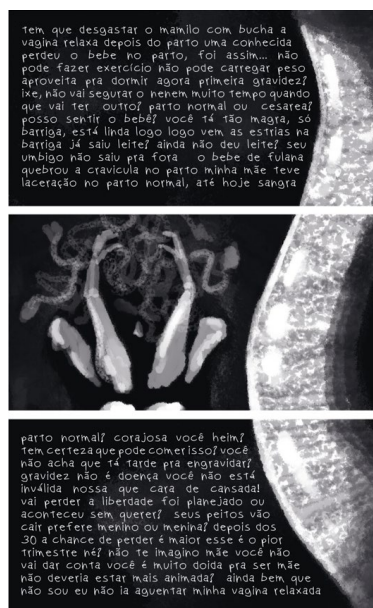 tem que desgastar o mamilo com bucha a
vagina relaxa depois do parto uma conhecida
perdeu o bebe no parto, foi assim... não
pode fazer exercício não pode carregar peso
aproveita pra dormir agora primeira gravidez?
ixe, não vai segurar o nenem muito tempo quando
que vai ter outro? parto normal ou cesarea?
posso sentir o bebê? você tá tão magra, só
barriga, está linda logo logo vem as estrias na
barriga já saiu leite? ainda não deu leite? seu
umbigo não saiu pra fora o bebe de fulana
quebrou a cravicula no parto minha mãe teve
laceração no parto normal, até hoje sangra
parto normal? corajosa você heim?
tem certeza que pode comer isso? você
não acha que tá tarde pra engravidar?
gravidez não é doença você não está
inválida nossa que cara de cansada!
vai perder a liberdade foi planejado ou
aconteceu sem querer? seus peitos vão
cair prefere menino ou menina? depois dos
30 a chance de perder é maior esse é o pior
trimestre né? não te imagino mãe você não
vai dar conta você é muito doida pra ser mãe
não deveria estar mais animada? ainda bem que
não sou eu não ia aguentar minha vagina relaxada